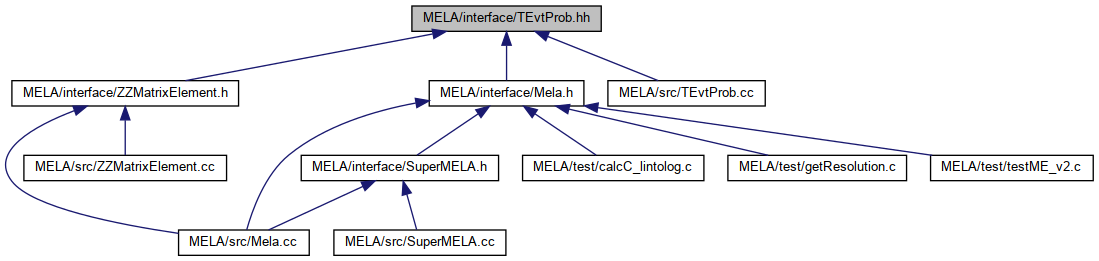 MELA/interface/TEvtProb.hh
MELA/interface/ZZMatrixElement.h
MELA/interface/Mela.h
MELA/src/TEvtProb.cc
MELA/src/ZZMatrixElement.cc
MELA/interface/SuperMELA.h
MELA/test/calcC_lintolog.c
MELA/test/getResolution.c
MELA/test/testME_v2.c
MELA/src/Mela.cc
MELA/src/SuperMELA.cc